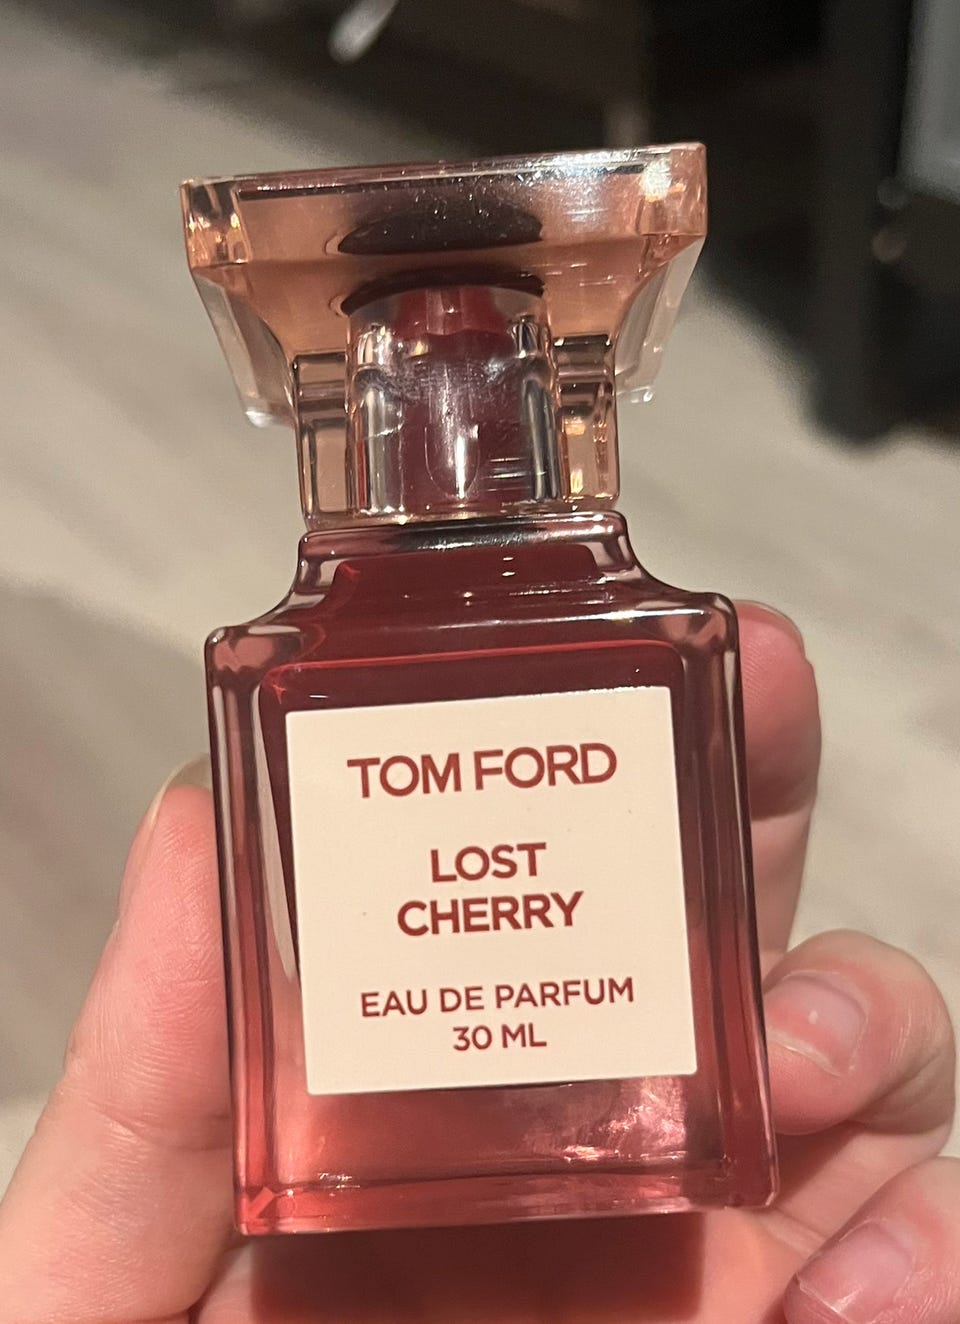 TOM FORD
LOST
CHERRY
EAU DE PARFUM
30 ML